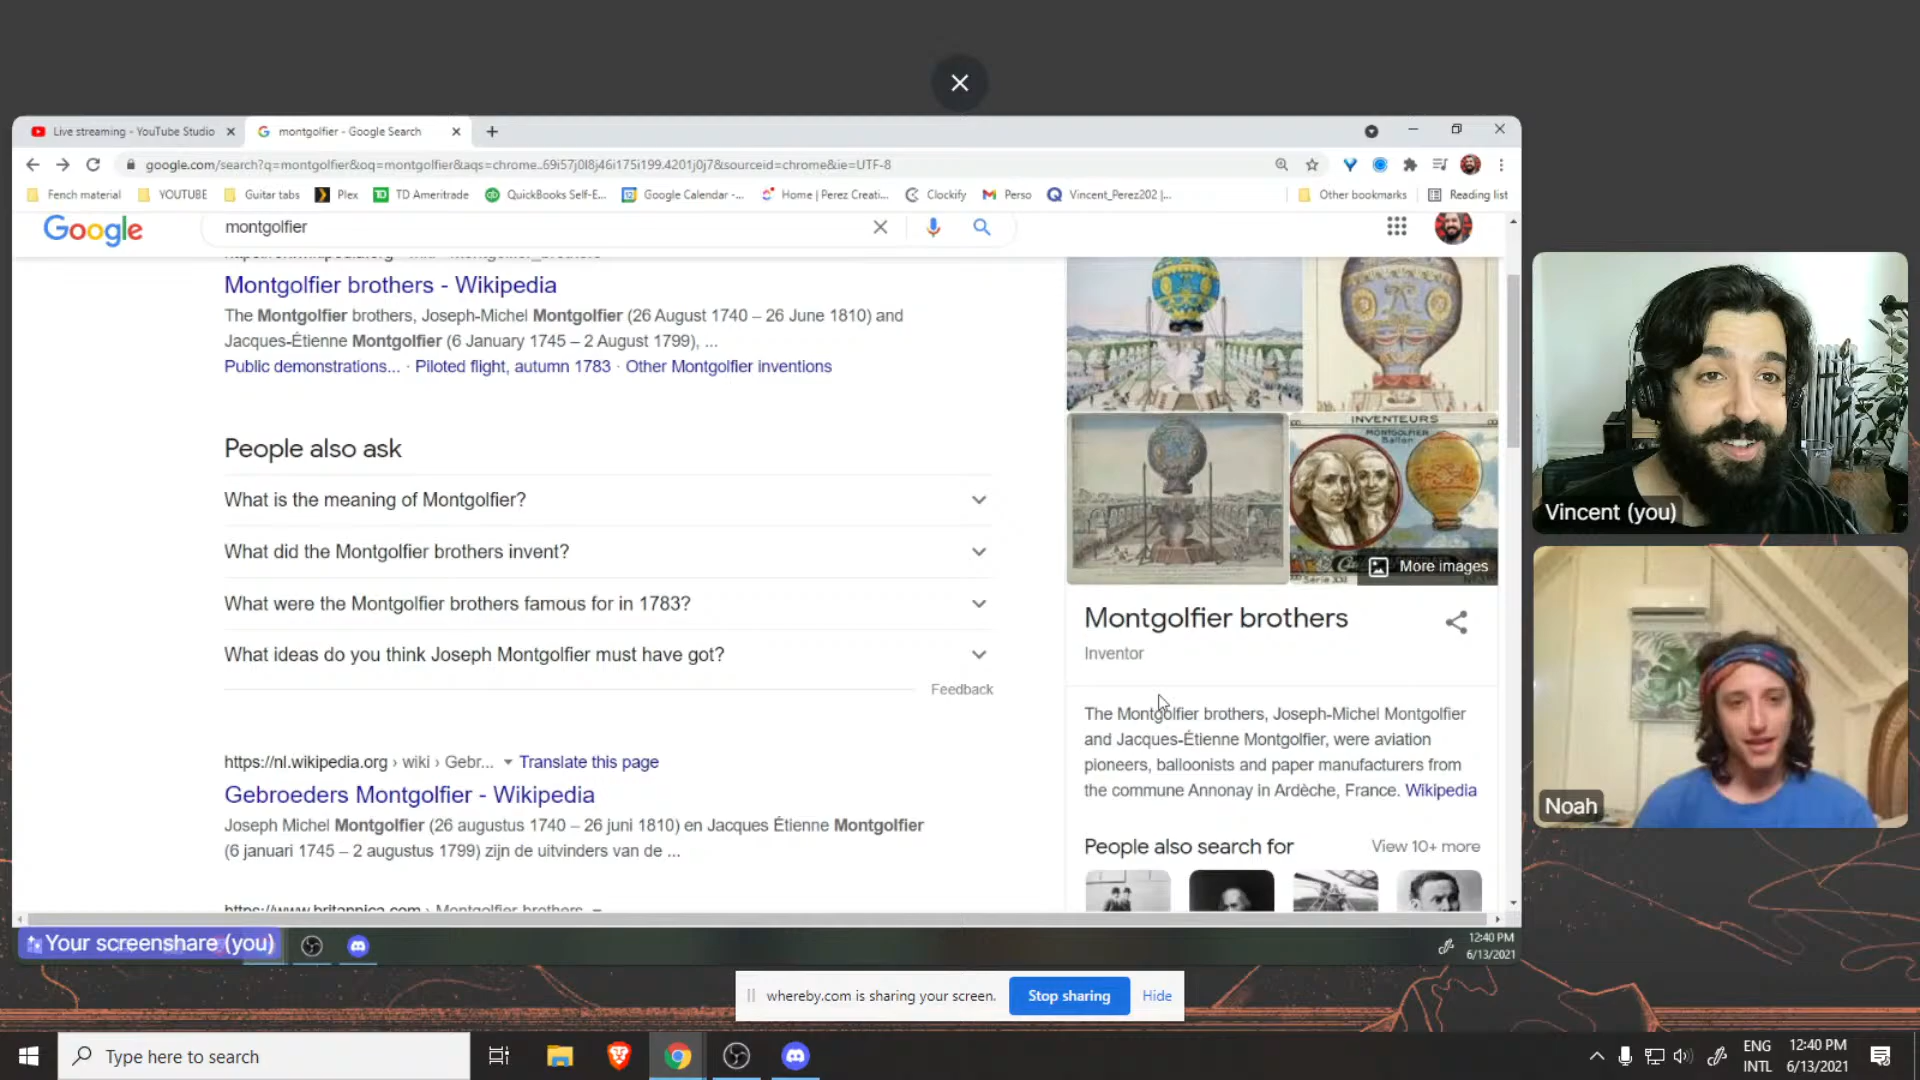 Live streaming - YouTube Studio
montgolfier - Google Search
google.com/search?q=montgolfier&oq=montgolfier&aqs=chrome..69i57j0l8j46i175i199.4201j0j7&sourceid=chrome&ie=UTF-8
Fench material
YOUTUBE
Guitar tabs
Plex
TD Ameritrade
QuickBooks Self-E...
Google Calendar -...
Home | Perez Creati...
Clockify
Perso
Vincent_Perez202 |...
Other bookmarks
Reading list
Google
montgolfier
Montgolfier brothers - Wikipedia
The Montgolfier brothers, Joseph-Michel Montgolfier (26 August 1740 – 26 June 1810) and
Jacques-Étienne Montgolfier (6 January 1745 – 2 August 1799), ...
Public demonstrations... · Piloted flight, autumn 1783 · Other Montgolfier inventions
People also ask
What is the meaning of Montgolfier?
What did the Montgolfier brothers invent?
What were the Montgolfier brothers famous for in 1783?
What ideas do you think Joseph Montgolfier must have got?
Feedback
https://nl.wikipedia.org › wiki › Gebr... Translate this page
Gebroeders Montgolfier - Wikipedia
Joseph Michel Montgolfier (26 augustus 1740 – 26 juni 1810) en Jacques Étienne Montgolfier
(6 januari 1745 – 2 augustus 1799) zijn de uitvinders van de ...
https://www.britannica.com › Montgolfier-brothers
INVENTEURS
MONTGOLFIER
Ballon
More images
Montgolfier brothers
Inventor
The Montgolfier brothers, Joseph-Michel Montgolfier
and Jacques-Étienne Montgolfier, were aviation
pioneers, balloonists and paper manufacturers from
the commune Annonay in Ardèche, France. Wikipedia
People also search for
View 10+ more
Vincent (you)
Noah
Your screenshare (you)
12:40 PM
6/13/2021
whereby.com is sharing your screen.
Stop sharing
Hide
Type here to search
ENG
INTL
12:40 PM
6/13/2021